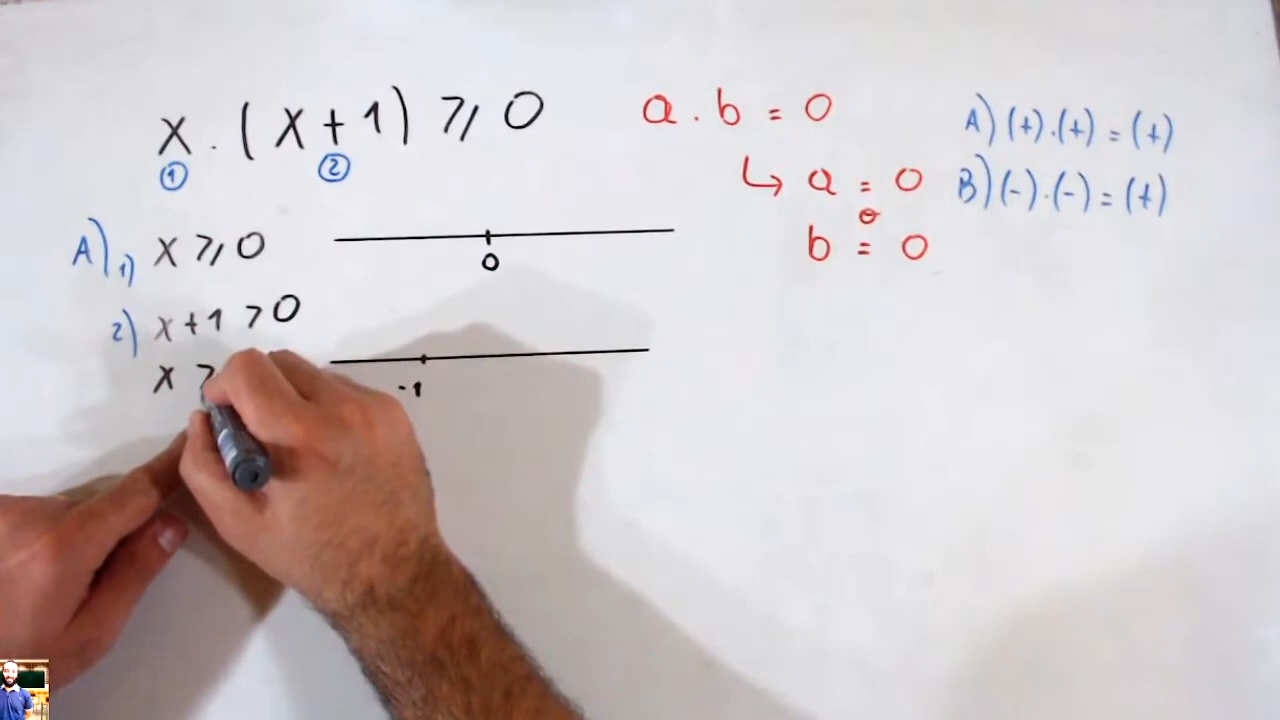 x . (x + 1) ⩾ 0
① ②
a . b = 0
↳ a = 0
o
b = 0
A) (+).(+) = (+)
B) (-).(-) = (+)
A) 1) x ⩾ 0
0
2) x + 1 > 0
x >
-1